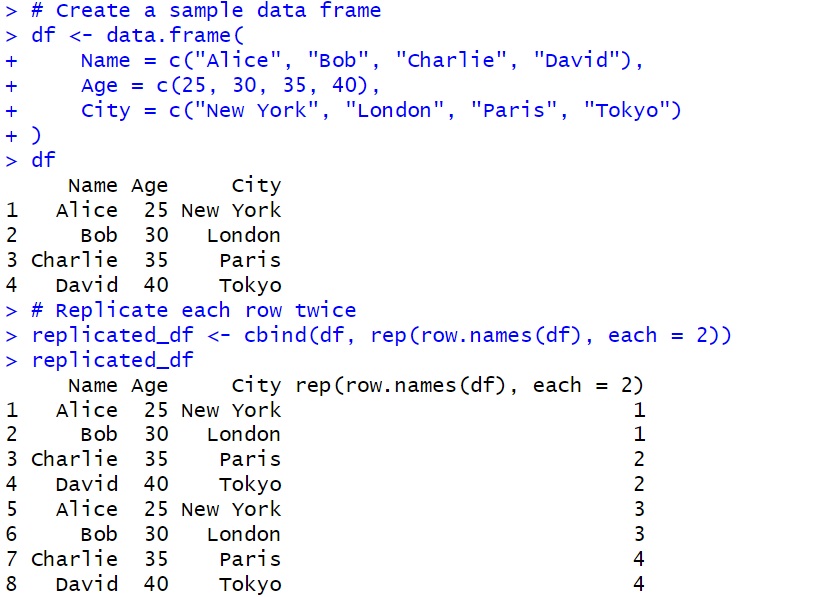 > # Create a sample data frame
> df <- data.frame(
+     Name = c("Alice", "Bob", "Charlie", "David"),
+     Age = c(25, 30, 35, 40),
+     City = c("New York", "London", "Paris", "Tokyo")
+ )
> df
     Name Age     City
1   Alice  25 New York
2     Bob  30   London
3 Charlie  35    Paris
4   David  40    Tokyo
> # Replicate each row twice
> replicated_df <- cbind(df, rep(row.names(df), each = 2))
> replicated_df
     Name Age     City rep(row.names(df), each = 2)
1   Alice  25 New York                            1
2     Bob  30   London                            1
3 Charlie  35    Paris                            2
4   David  40    Tokyo                            2
5   Alice  25 New York                            3
6     Bob  30   London                            3
7 Charlie  35    Paris                            4
8   David  40    Tokyo                            4